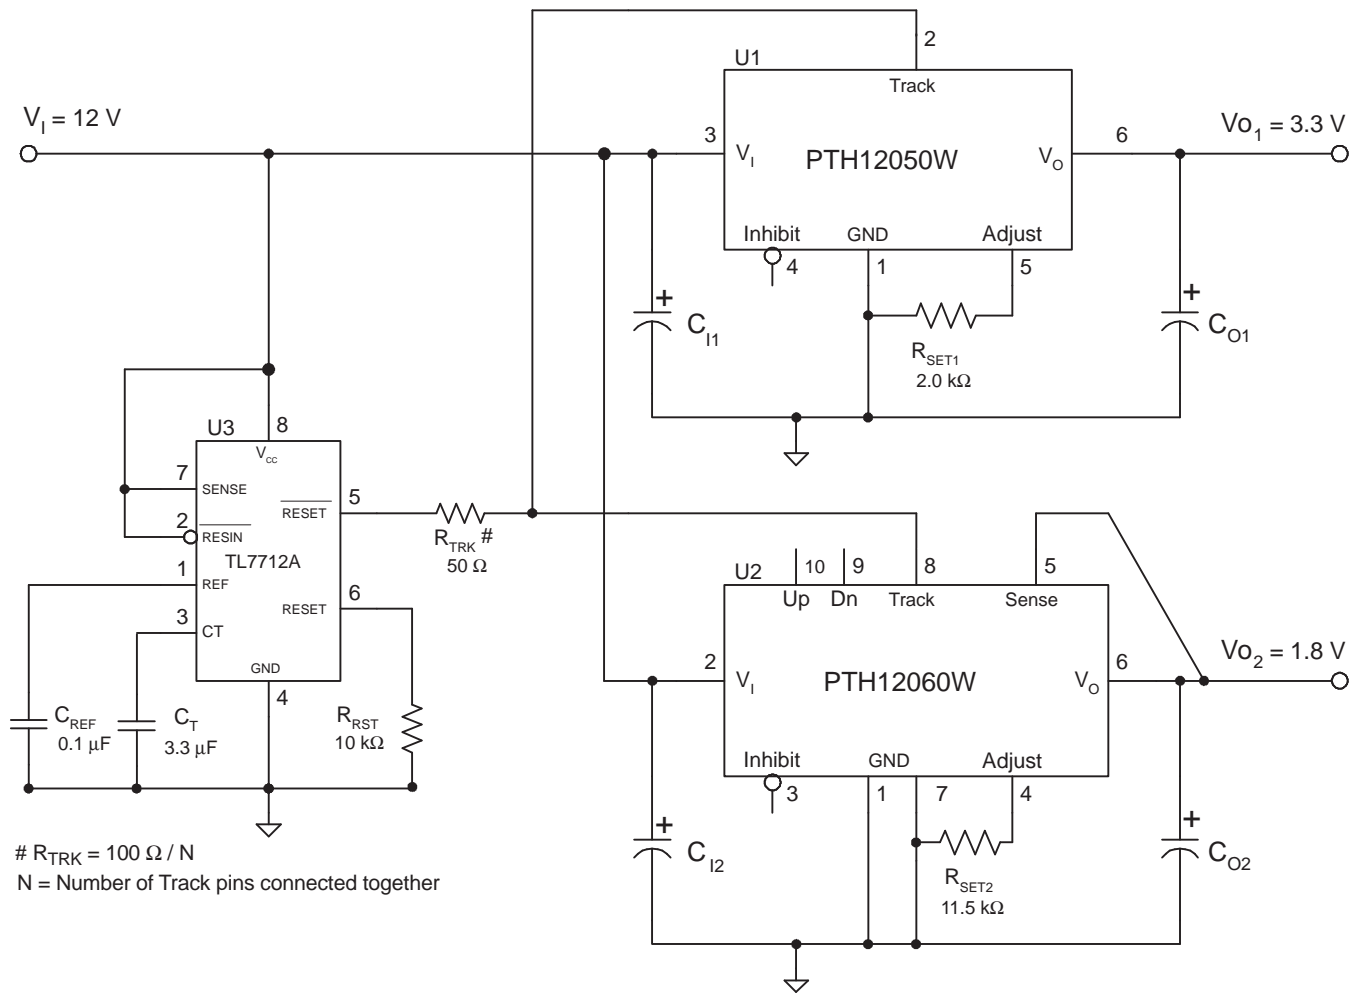 2
U1
Track
V_I = 12 V
3
V_I
PTH12050W
V_O
6
Vo_1 = 3.3 V
Inhibit
GND
Adjust
4
1
5
+
C_I1
R_SET1
2.0 kΩ
+
C_O1
U3
8
V_CC
7
SENSE
2
RESIN
TL7712A
1
REF
3
CT
GND
4
RESET
5
RESET
6
R_TRK #
50 Ω
C_REF
0.1 µF
C_T
3.3 µF
R_RST
10 kΩ
U2
10
9
8
5
Up
Dn
Track
Sense
2
V_I
PTH12060W
V_O
6
Vo_2 = 1.8 V
Inhibit
GND
Adjust
3
1
7
4
+
C_I2
R_SET2
11.5 kΩ
+
C_O2
# R_TRK = 100 Ω / N
N = Number of Track pins connected together